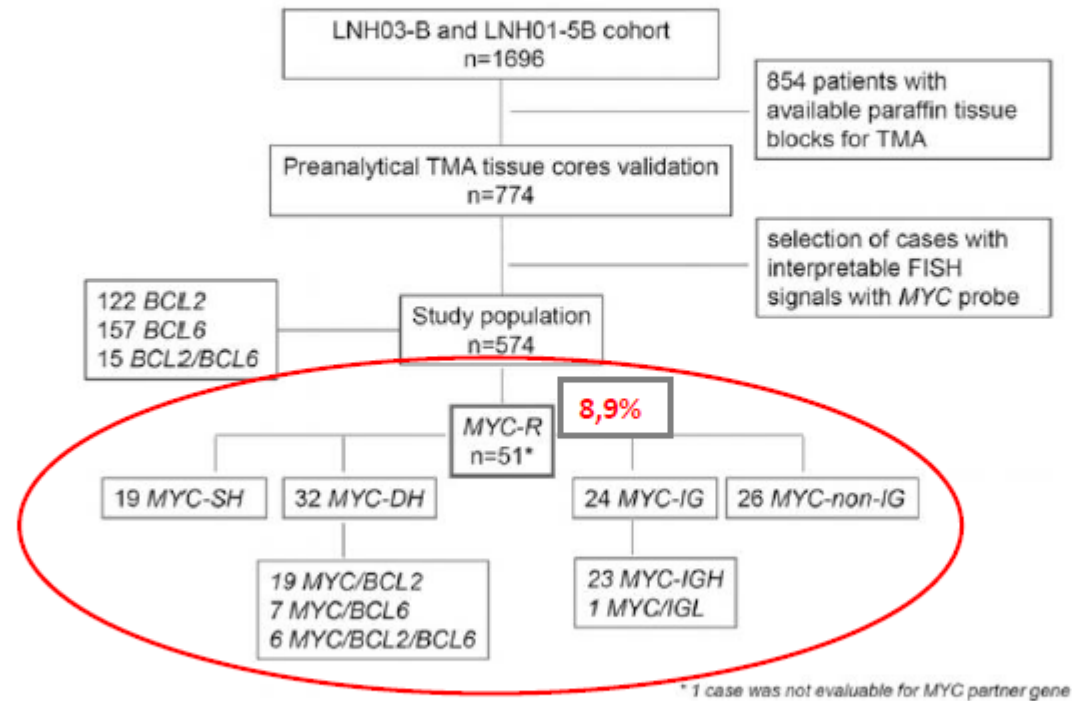 LNH03-B and LNH01-5B cohort
n=1696
854 patients with
available paraffin tissue
blocks for TMA
Preanalytical TMA tissue cores validation
n=774
selection of cases with
interpretable FISH
signals with MYC probe
122 BCL2
157 BCL6
15 BCL2/BCL6
Study population
n=574
MYC-R
n=51*
8,9%
19 MYC-SH
32 MYC-DH
24 MYC-IG
26 MYC-non-IG
19 MYC/BCL2
7 MYC/BCL6
6 MYC/BCL2/BCL6
23 MYC-IGH
1 MYC/IGL
* 1 case was not evaluable for MYC partner gene